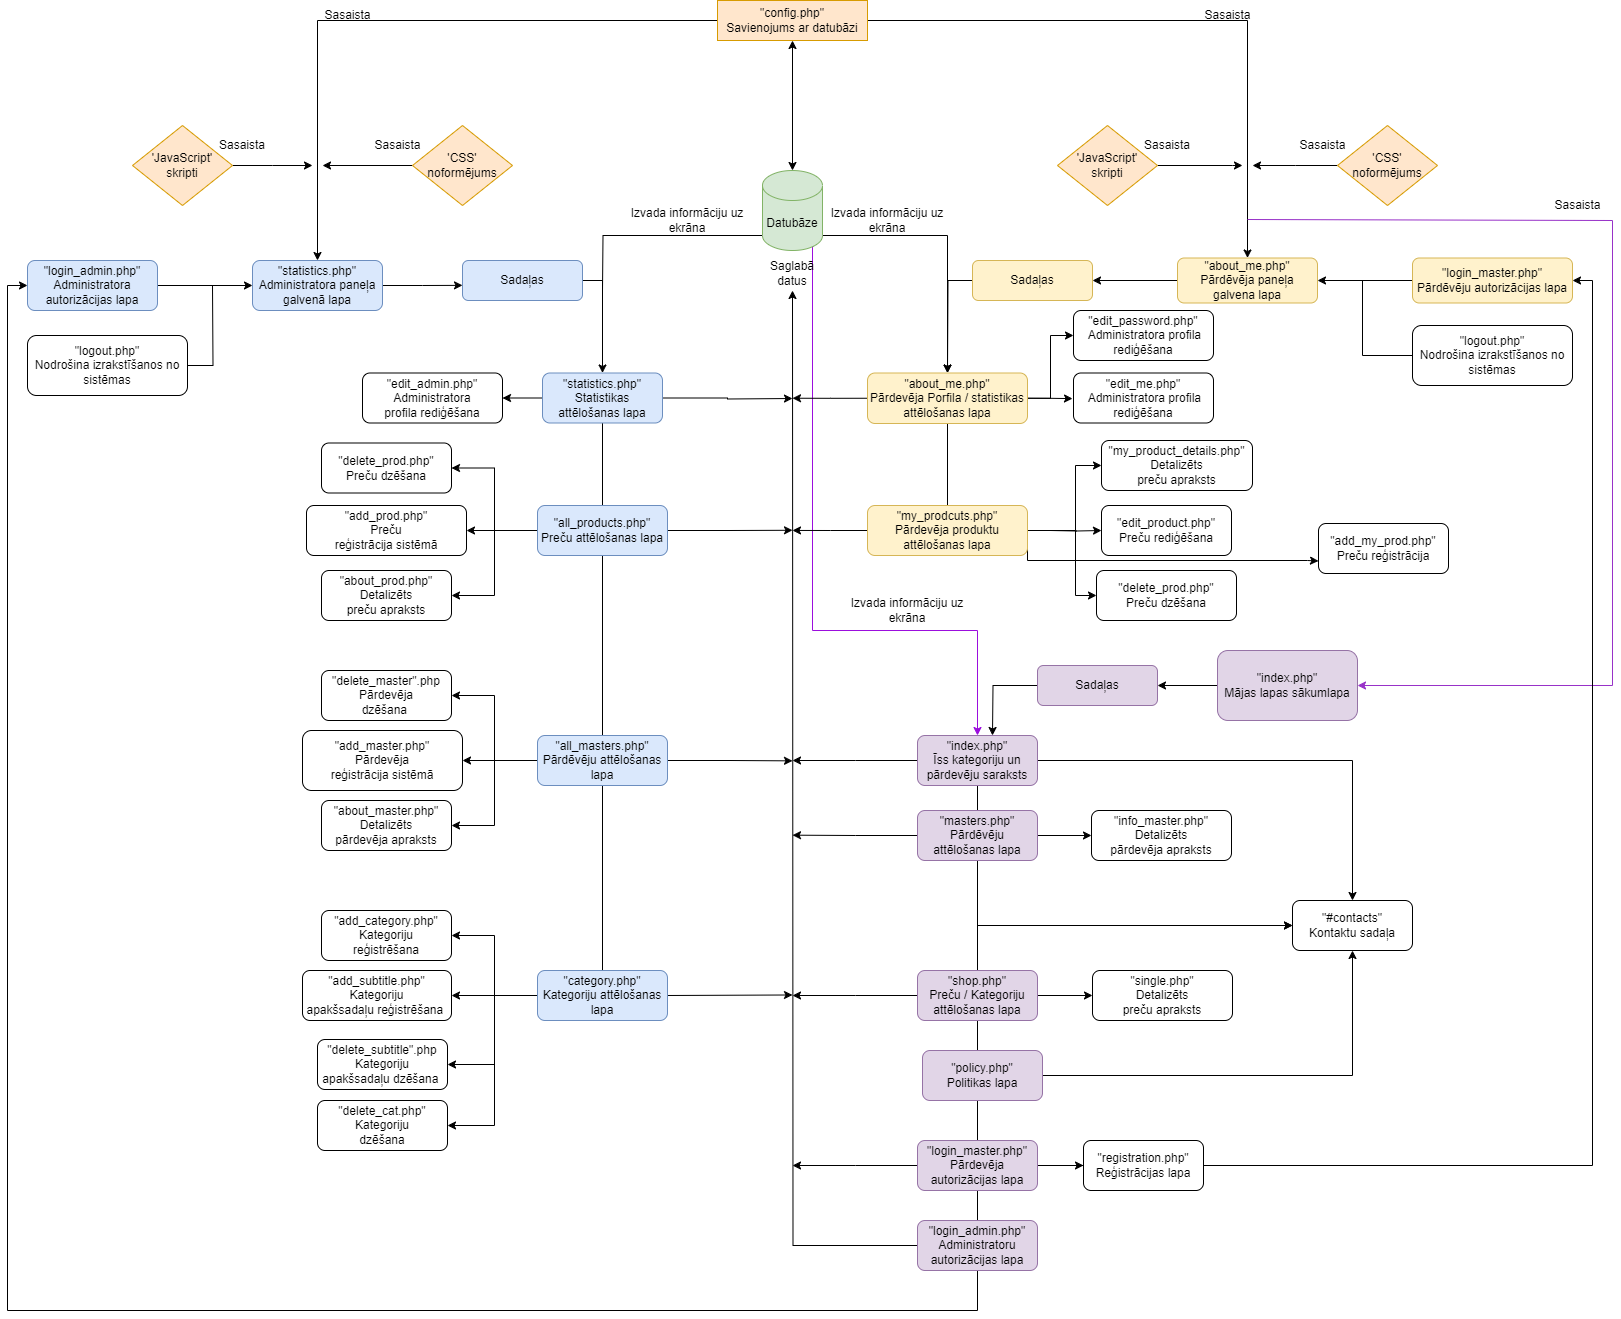 Sasaista
"config.php"
Savienojums ar datubāzi
Sasaista
'JavaScript'
skripti
Sasaista
Sasaista
'CSS'
noformējums
'JavaScript'
skripti
Sasaista
Sasaista
'CSS'
noformējums
Izvada informāciju uz
ekrāna
Datubāze
Izvada informāciju uz
ekrāna
Sasaista
Saglabā
datus
"login_admin.php"
Administratora
autorizācijas lapa
"statistics.php"
Administratora paneļa
galvenā lapa
Sadaļas
Sadaļas
"about_me.php"
Pārdēvēja paneļa
galvena lapa
"login_master.php"
Pārdēvēju autorizācijas lapa
"logout.php"
Nodrošina izrakstīšanos no
sistēmas
"edit_password.php"
Administratora profila
rediģēšana
"logout.php"
Nodrošina izrakstīšanos no
sistēmas
"edit_admin.php"
Administratora
profila rediģēšana
"statistics.php"
Statistikas
attēlošanas lapa
"about_me.php"
Pārdevēja Porfila / statistikas
attēlošanas lapa
"edit_me.php"
Administratora profila
rediģēšana
"delete_prod.php"
Preču dzēšana
"my_product_details.php"
Detalizēts
preču apraksts
"add_prod.php"
Preču
reģistrācija sistēmā
"all_products.php"
Preču attēlošanas lapa
"my_prodcuts.php"
Pārdevēja produktu
attēlošanas lapa
"edit_product.php"
Preču rediģēšana
"add_my_prod.php"
Preču reģistrācija
"about_prod.php"
Detalizēts
preču apraksts
"delete_prod.php"
Preču dzēšana
Izvada informāciju uz
ekrāna
"delete_master".php
Pārdevēja
dzēšana
Sadaļas
"index.php"
Mājas lapas sākumlapa
"add_master.php"
Pārdevēja
reģistrācija sistēmā
"all_masters.php"
Pārdēvēju attēlošanas
lapa
"index.php"
Īss kategoriju un
pārdevēju saraksts
"about_master.php"
Detalizēts
pārdevēja apraksts
"masters.php"
Pārdēvēju
attēlošanas lapa
"info_master.php"
Detalizēts
pārdevēja apraksts
"add_category.php"
Kategoriju
reģistrēšana
"#contacts"
Kontaktu sadaļa
"add_subtitle.php"
Kategoriju
apakšsadaļu reģistrēšana
"category.php"
Kategoriju attēlošanas
lapa
"shop.php"
Preču / Kategoriju
attēlošanas lapa
"single.php"
Detalizēts
preču apraksts
"delete_subtitle".php
Kategoriju
apakšsadaļu dzēšana
"policy.php"
Politikas lapa
"delete_cat.php"
Kategoriju
dzēšana
"login_master.php"
Pārdevēja
autorizācijas lapa
"registration.php"
Reģistrācijas lapa
"login_admin.php"
Administratoru
autorizācijas lapa